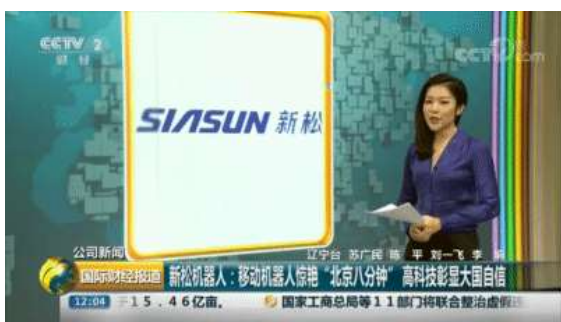 CCTV 2
财经
CCTV.com
SIASUN 新松
公司新闻
辽宁台 苏广民 陈 平 刘一飞 李 娟
国际财经报道
新松机器人：移动机器人惊艳“北京八分钟” 高科技彰显大国自信
12:04
15.46亿亩。
国家工商总局等11部门将联合整治虚假